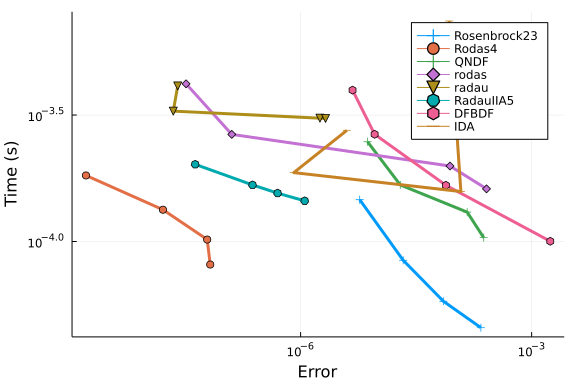 Rosenbrock23
Rodas4
QNDF
rodas
radau
RadauIIA5
DFBDF
IDA
Time (s)
10^-3.5
10^-4.0
10^-6
10^-3
Error